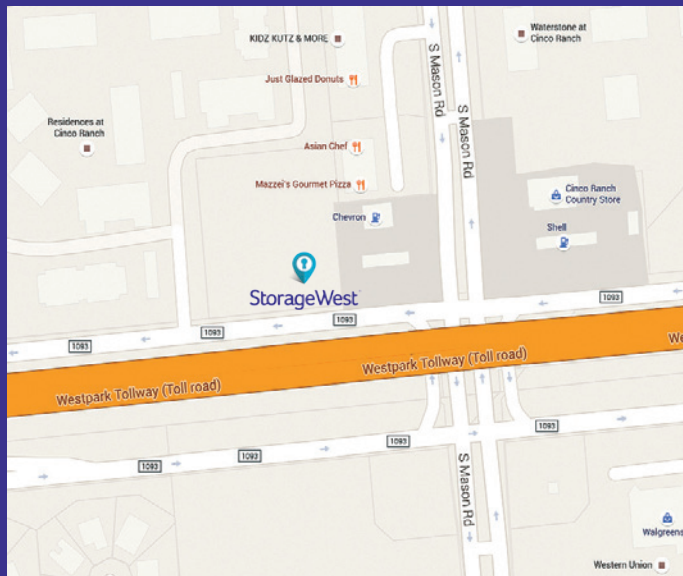 KIDZ KUTZ & MORE
Waterstone at
Cinco Ranch
S Mason Rd
S Mason Rd
Just Glazed Donuts
Residences at
Cinco Ranch
Asian Chef
Mazzei's Gourmet Pizza
Cinco Ranch
Country Store
Chevron
Shell
StorageWest
1093
1093
1093
1093
We
Westpark Tollway (Toll road)
Westpark Tollway (Toll road)
1093
1093
1093
S Mason Rd
Walgreens
Western Union